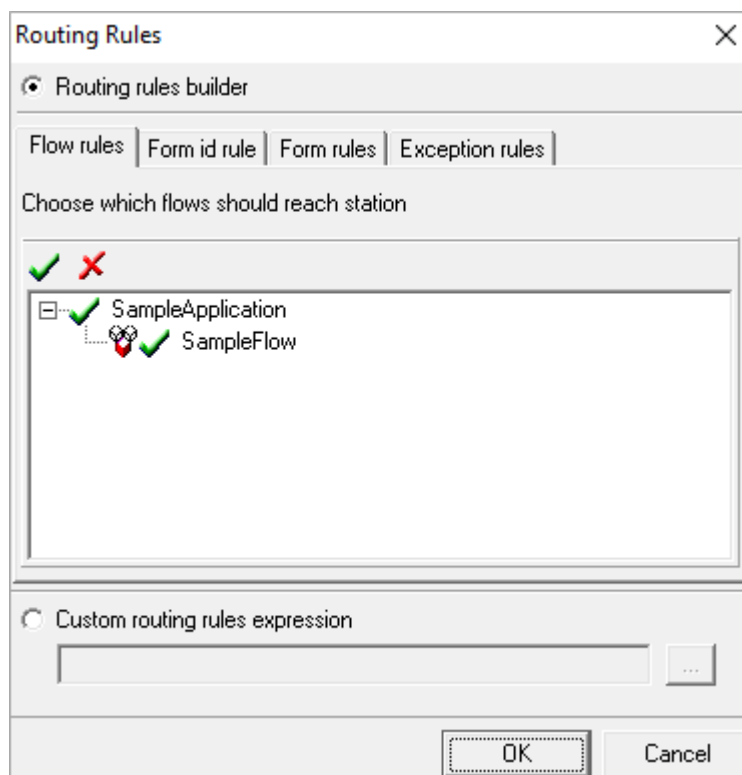 Routing Rules
Routing rules builder
Flow rules Form id rule Form rules Exception rules
Choose which flows should reach station
SampleApplication
SampleFlow
Custom routing rules expression
...
OK Cancel